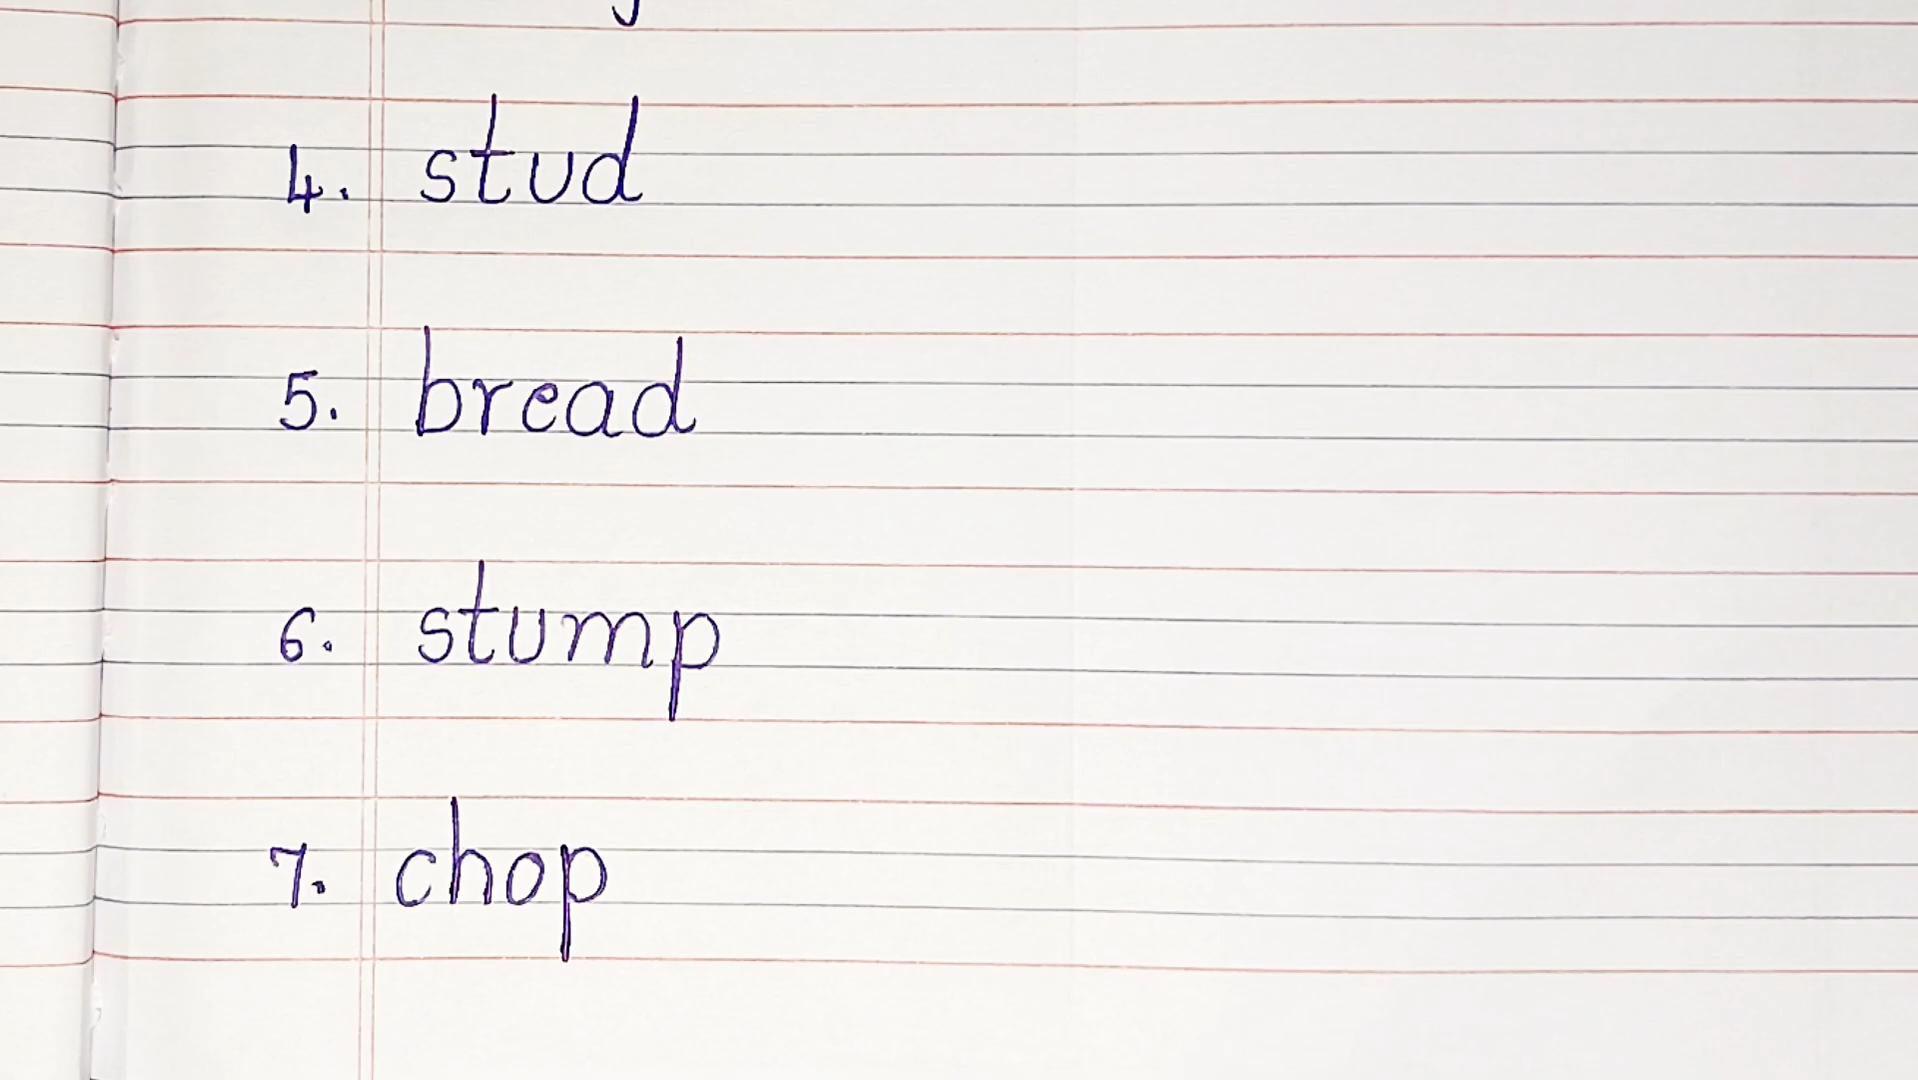 4. stud
5. bread
6. stump
7. chop